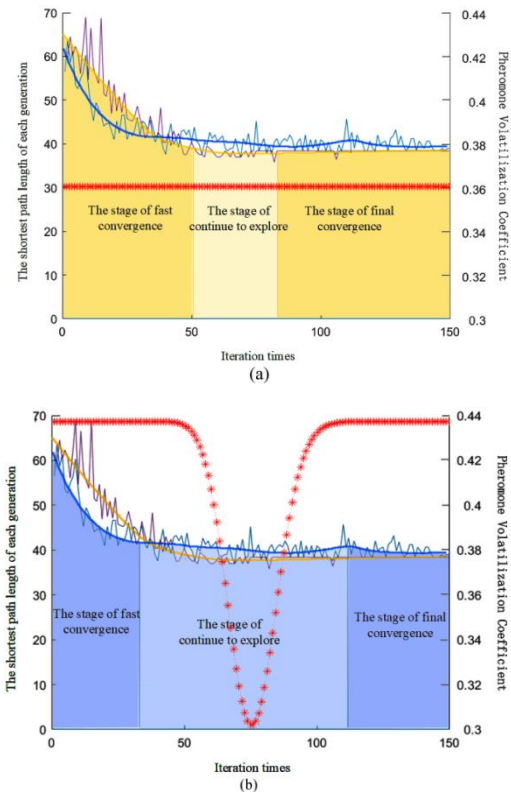 70
60
50
40
30
20
10
0
The shortest path length of each generation
0.44
0.42
0.4
0.38
0.36
0.34
0.32
0.3
Pheromone Volatilization Coefficient
The stage of fast
convergence
The stage of
continue to explore
The stage of final
convergence
0
50
100
150
Iteration times
(a)
70
60
50
40
30
20
10
0
The shortest path length of each generation
0.44
0.42
0.4
0.38
0.36
0.34
0.32
0.3
Pheromone Volatilization Coefficient
The stage of fast
convergence
The stage of
continue to explore
The stage of final
convergence
0
50
100
150
Iteration times
(b)